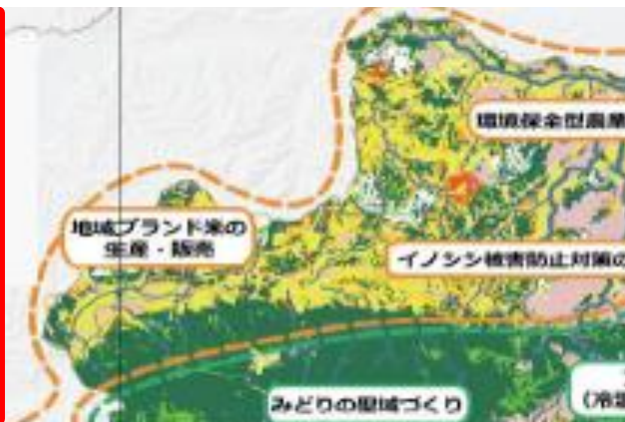 環境保全型農業
地域ブランド米の
生産・販売
イノシシ被害防止対策の
みどりの聖域づくり